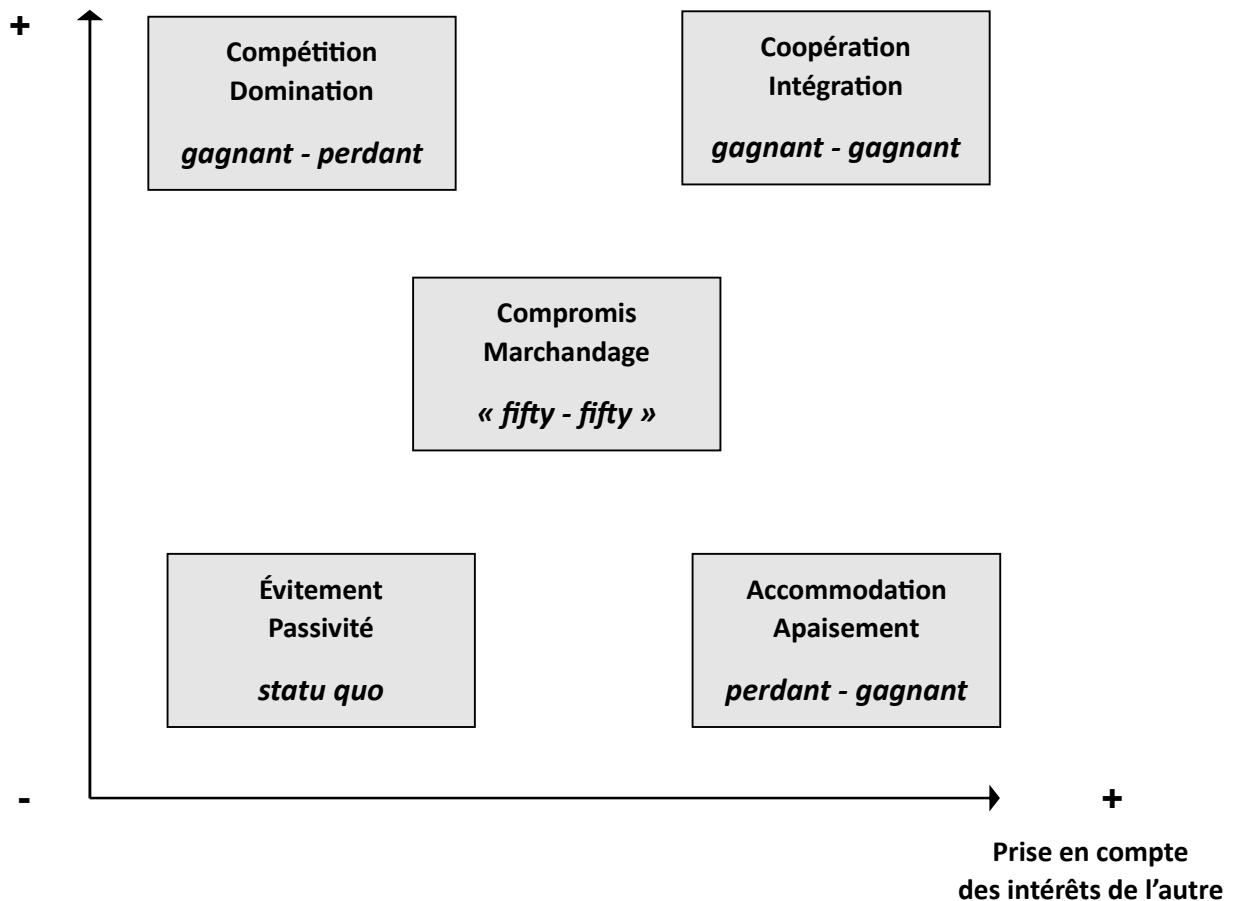 +
Compétition
Domination
gagnant - perdant
Coopération
Intégration
gagnant - gagnant
Compromis
Marchandage
« fifty - fifty »
Évitement
Passivité
statu quo
Accommodation
Apaisement
perdant - gagnant
-
+
Prise en compte
des intérêts de l’autre